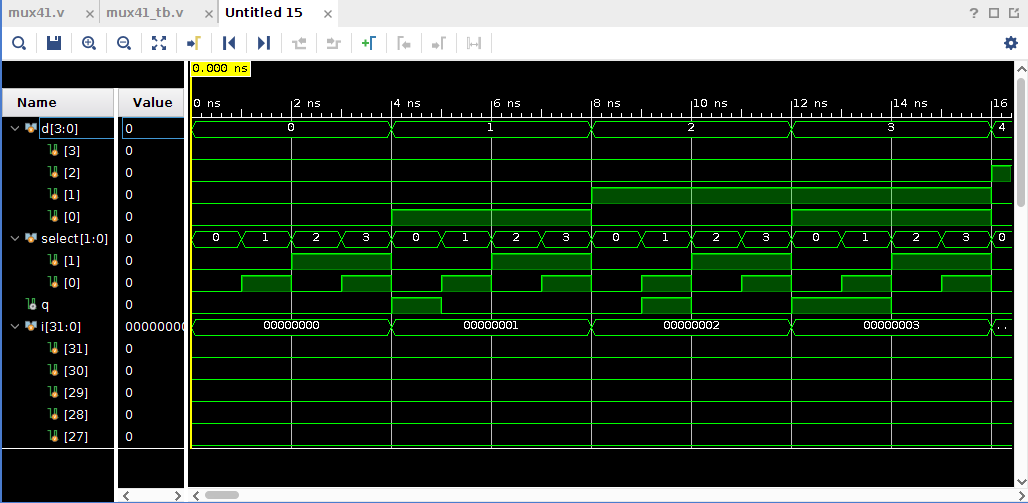 mux41.v × mux41_tb.v × Untitled 15 ×
?
0.000 ns
Name Value
0 ns 2 ns 4 ns 6 ns 8 ns 10 ns 12 ns 14 ns 16
d[3:0] 0 0 1 2 3 4
[3] 0
[2] 0
[1] 0
[0] 0
select[1:0] 0 0 1 2 3 0 1 2 3 0 1 2 3 0 1 2 3 0
[1] 0
[0] 0
q 0
i[31:0] 00000000 00000000 00000001 00000002 00000003 ..
[31] 0
[30] 0
[29] 0
[28] 0
[27] 0